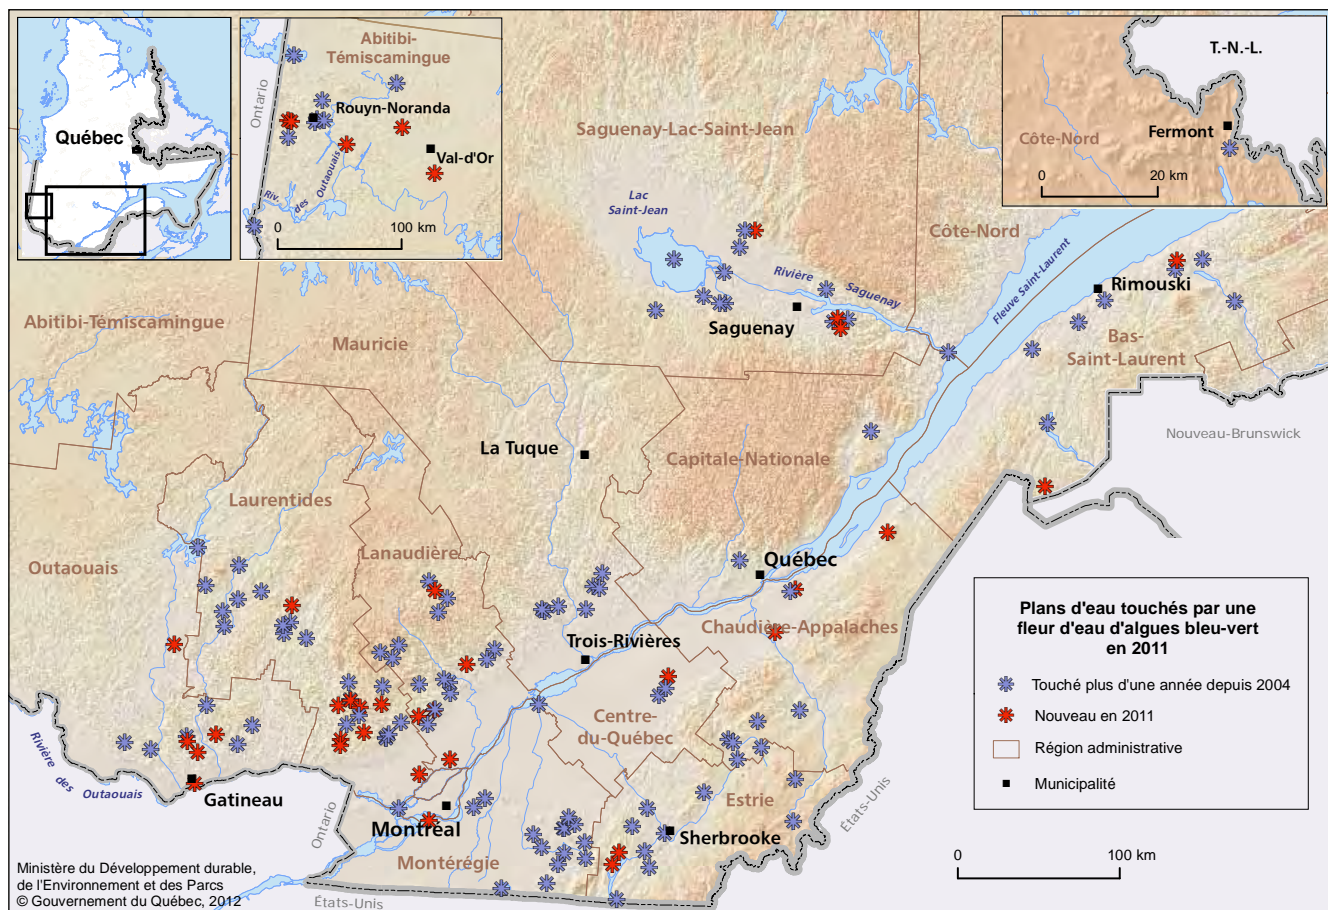 Québec
Abitibi-
Témiscamingue
Ontario
Rouyn-Noranda
Val-d'Or
Riv.
des Outaouais
0 100 km
T.-N.-L.
Côte-Nord
Fermont
0 20 km
Saguenay-Lac-Saint-Jean
Lac
Saint-Jean
Côte-Nord
Rivière Saguenay
Fleuve Saint-Laurent
Rimouski
Saguenay
Abitibi-Témiscamingue
Mauricie
Bas-
Saint-Laurent
Nouveau-Brunswick
La Tuque
Capitale-Nationale
Laurentides
Lanaudière
Outaouais
Québec
Trois-Rivières
Chaudière-Appalaches
Centre-
du-Québec
Rivière des Outaouais
Gatineau
Ontario
Montréal
Estrie
États-Unis
Sherbrooke
Montérégie
États-Unis
Plans d'eau touchés par une
fleur d'eau d'algues bleu-vert
en 2011
Touché plus d'une année depuis 2004
Nouveau en 2011
Région administrative
Municipalité
0 100 km
Ministère du Développement durable,
de l'Environnement et des Parcs
© Gouvernement du Québec, 2012